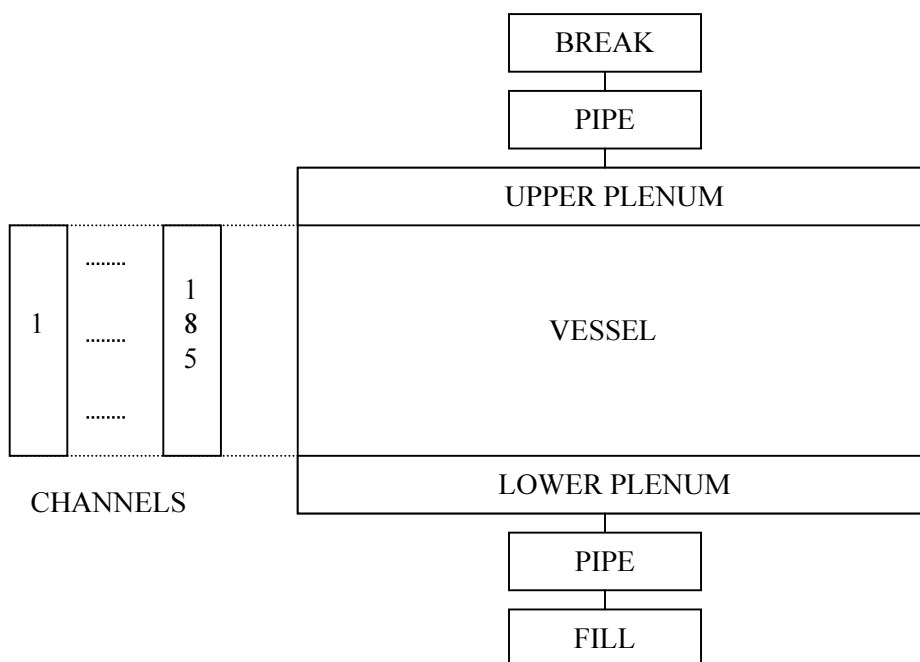 BREAK
PIPE
UPPER PLENUM
1
........
........
........
1
8
5
VESSEL
CHANNELS
LOWER PLENUM
PIPE
FILL